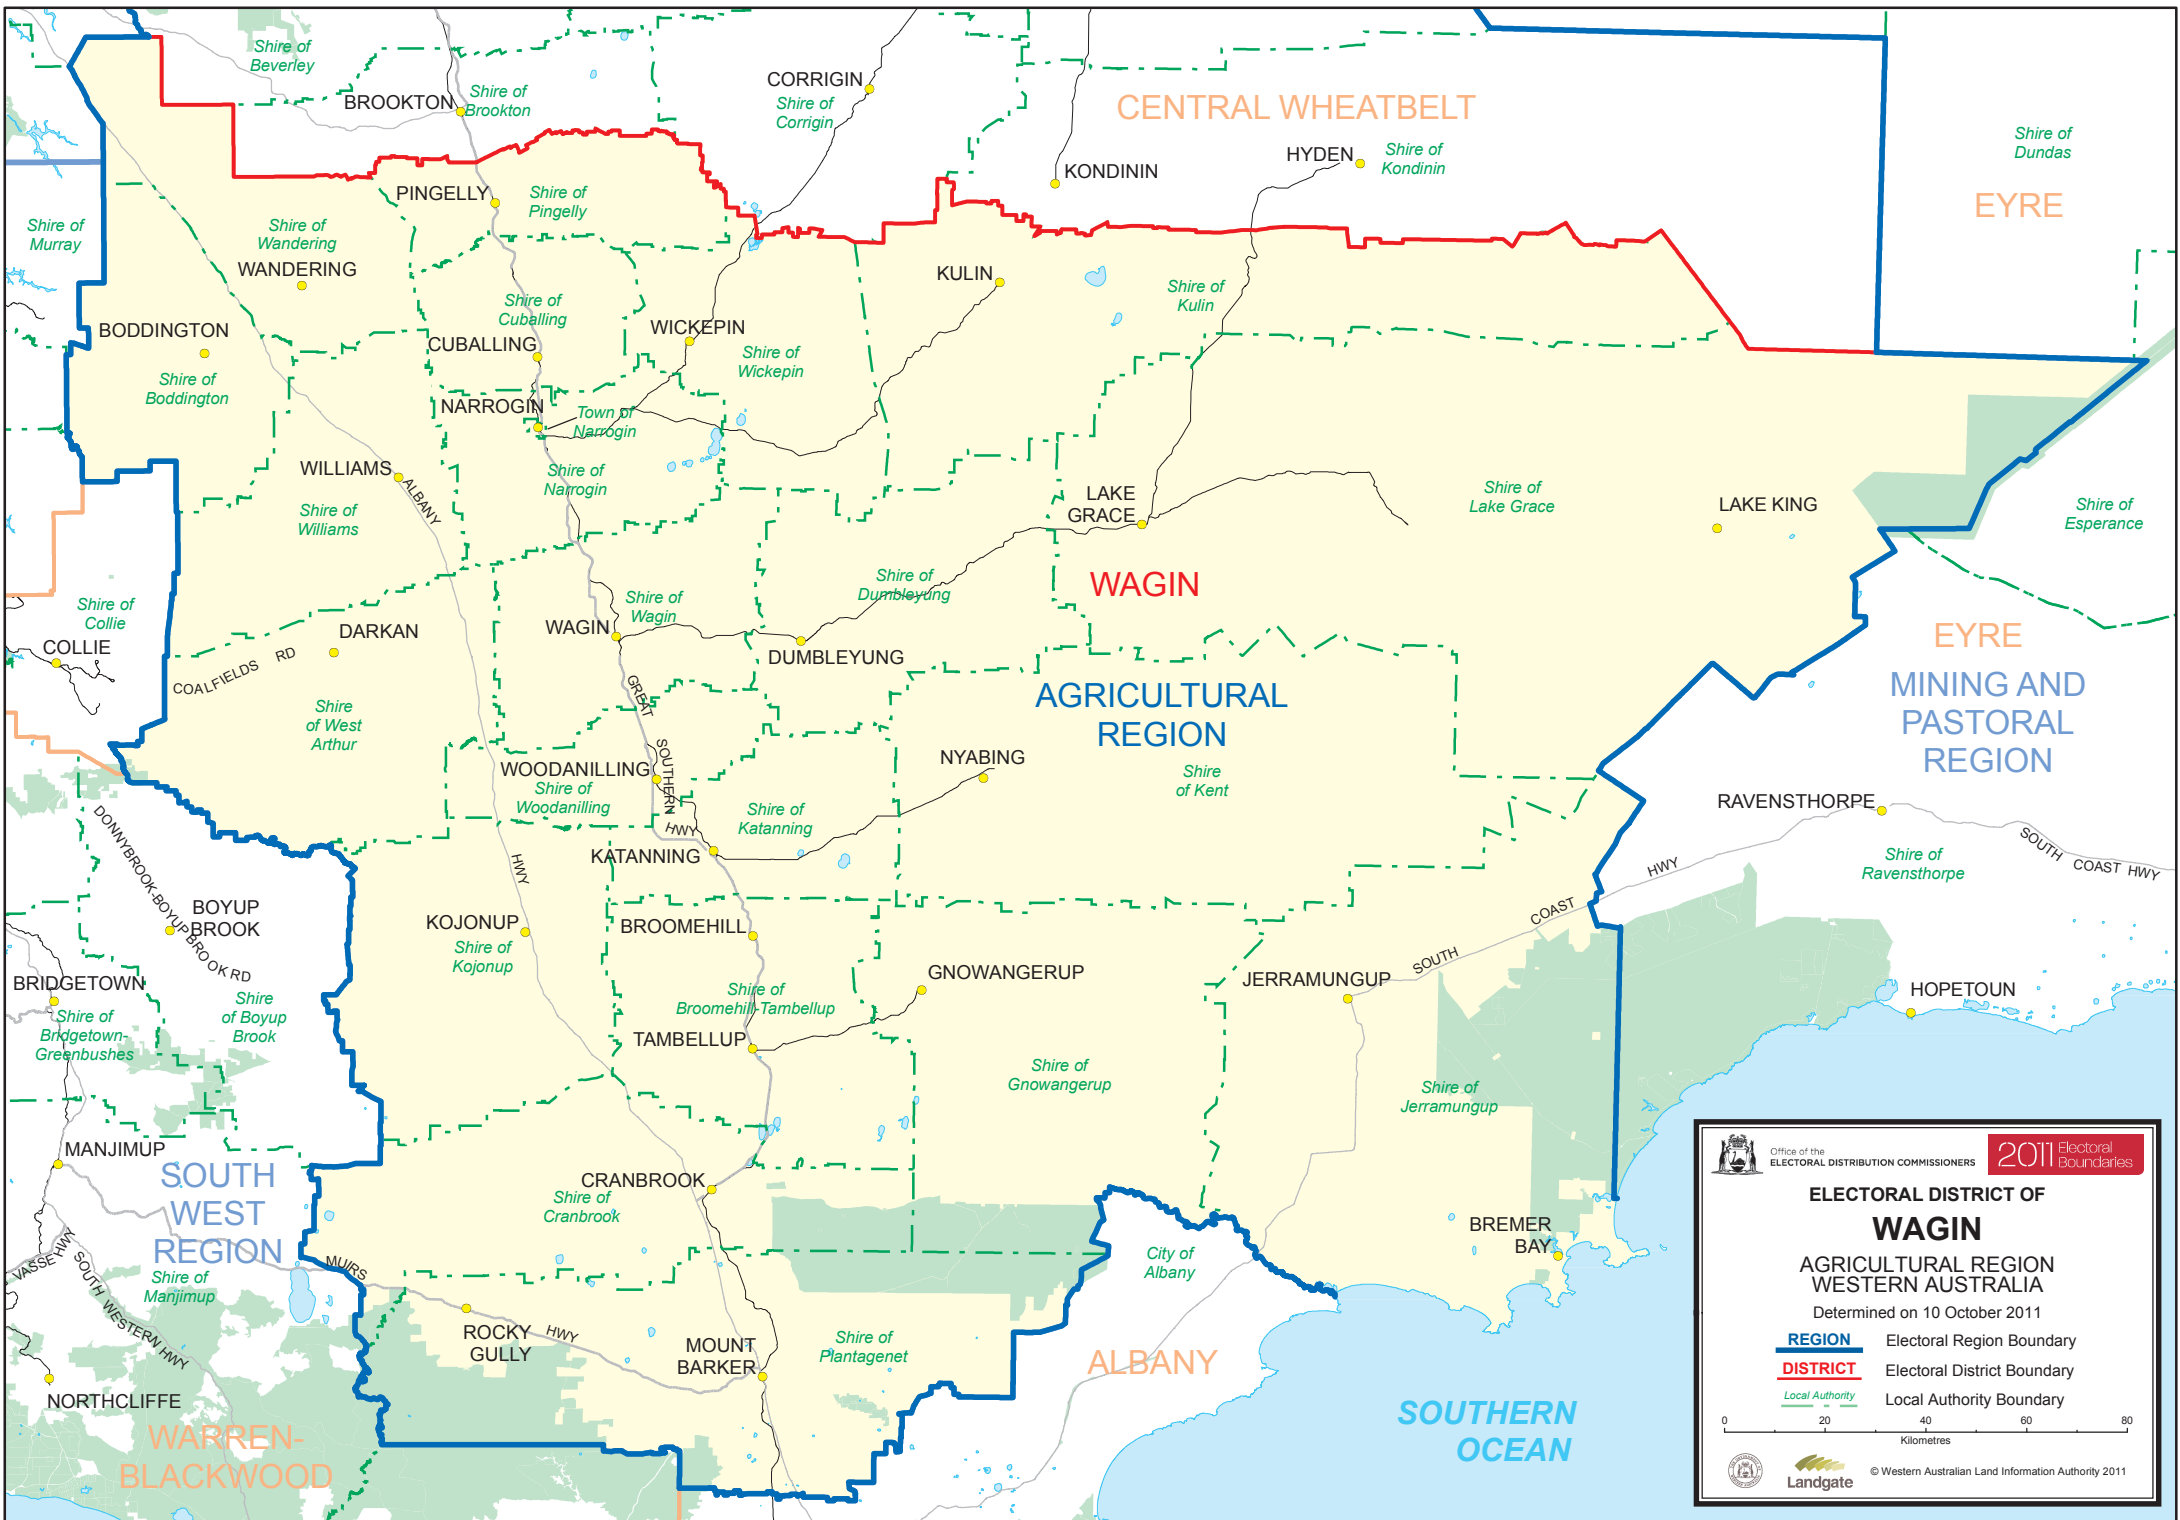 Shire of
Beverley
BROOKTON
Shire of
Brookton
CORRIGIN
Shire of
Corrigin
CENTRAL WHEATBELT
KONDININ
HYDEN
Shire of
Kondinin
Shire of
Dundas
EYRE
Shire of
Murray
PINGELLY
Shire of
Pingelly
Shire of
Wandering
WANDERING
KULIN
Shire of
Kulin
Shire of
Cuballing
CUBALLING
WICKEPIN
Shire of
Wickepin
BODDINGTON
Shire of
Boddington
NARROGIN
Town of
Narrogin
Shire of
Narrogin
WILLIAMS
ALBANY
Shire of
Williams
LAKE
GRACE
Shire of
Lake Grace
LAKE KING
Shire of
Esperance
Shire of
Collie
COLLIE
DARKAN
COALFIELDS RD
Shire of
Wagin
WAGIN
Shire of
Dumbleyung
DUMBLEYUNG
WAGIN
EYRE
MINING AND
PASTORAL
REGION
AGRICULTURAL
REGION
Shire
of West
Arthur
GREAT
SOUTHERN
HWY
WOODANILLING
Shire of
Woodanilling
Shire of
Katanning
KATANNING
NYABING
Shire
of Kent
RAVENSTHORPE
Shire of
Ravensthorpe
SOUTH COAST HWY
DONNYBROOK-BOYUP BROOK RD
BOYUP
BROOK
HWY
KOJONUP
Shire of
Kojonup
BROOMEHILL
Shire of
Broomehill-Tambellup
TAMBELLUP
GNOWANGERUP
Shire of
Gnowangerup
JERRAMUNGUP
SOUTH
COAST
HWY
Shire of
Jerramungup
HOPETOUN
BRIDGETOWN
Shire of
Bridgetown-
Greenbushes
Shire
of Boyup
Brook
MANJIMUP
SOUTH
WEST
REGION
Shire of
Manjimup
VASSE HWY
SOUTH WESTERN HWY
MUIRS
HWY
CRANBROOK
Shire of
Cranbrook
City of
Albany
BREMER
BAY
ROCKY
GULLY
MOUNT
BARKER
Shire of
Plantagenet
ALBANY
NORTHCLIFFE
WARREN-
BLACKWOOD
SOUTHERN
OCEAN
Office of the
ELECTORAL DISTRIBUTION COMMISSIONERS
2011 Electoral
Boundaries
ELECTORAL DISTRICT OF
WAGIN
AGRICULTURAL REGION
WESTERN AUSTRALIA
Determined on 10 October 2011
REGION Electoral Region Boundary
DISTRICT Electoral District Boundary
Local Authority Local Authority Boundary
0 20 40 60 80
Kilometres
Landgate
© Western Australian Land Information Authority 2011